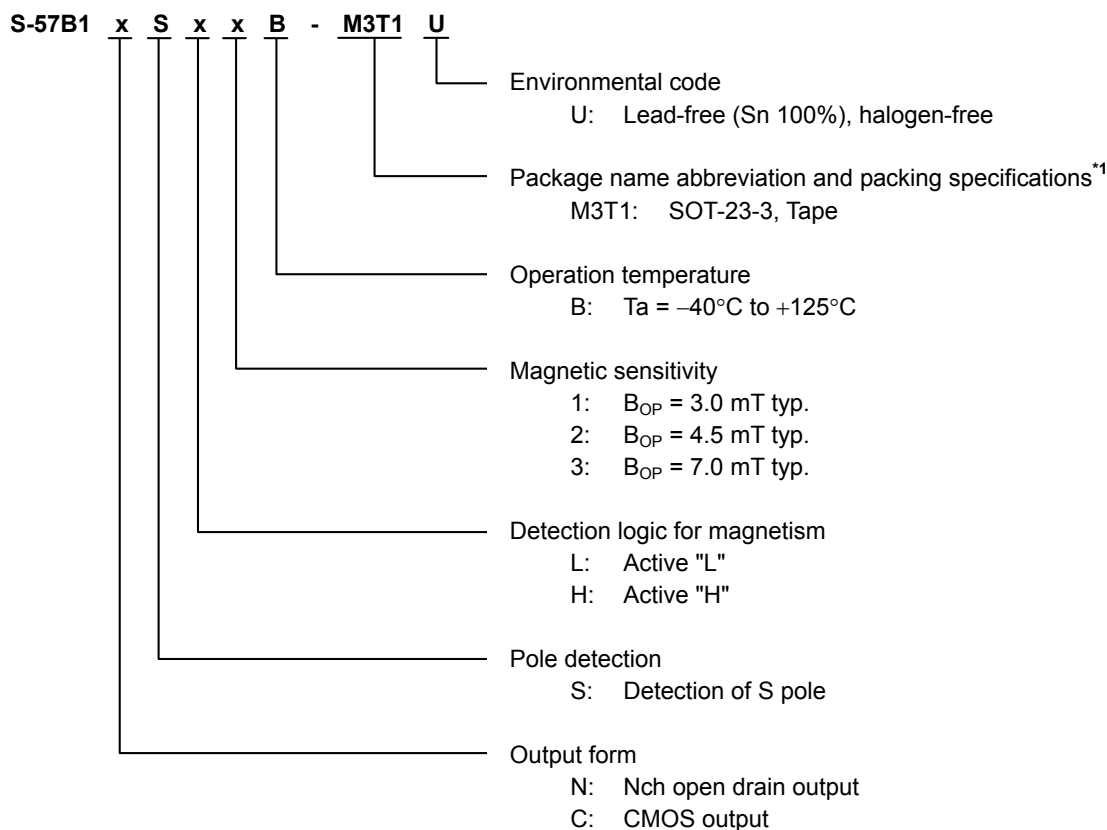 S-57B1 x S x x B - M3T1 U
Environmental code
U: Lead-free (Sn 100%), halogen-free
Package name abbreviation and packing specifications*1
M3T1: SOT-23-3, Tape
Operation temperature
B: Ta = −40°C to +125°C
Magnetic sensitivity
1: BOP = 3.0 mT typ.
2: BOP = 4.5 mT typ.
3: BOP = 7.0 mT typ.
Detection logic for magnetism
L: Active "L"
H: Active "H"
Pole detection
S: Detection of S pole
Output form
N: Nch open drain output
C: CMOS output